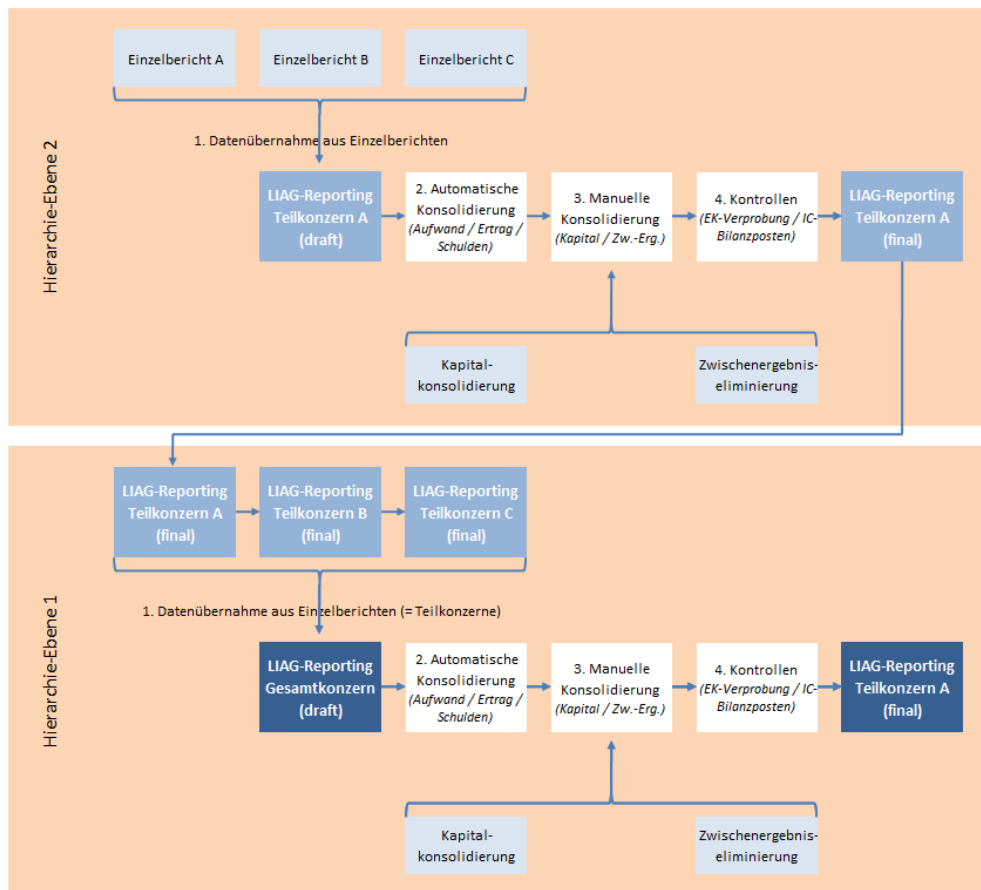 Hierarchie-Ebene 2
Einzelbericht A
Einzelbericht B
Einzelbericht C
1. Datenübernahme aus Einzelberichten
LIAG-Reporting
Teilkonzern A
(draft)
2. Automatische
Konsolidierung
(Aufwand / Ertrag /
Schulden)
3. Manuelle
Konsolidierung
(Kapital / Zw.-Erg.)
4. Kontrollen
(EK-Verprobung / IC-
Bilanzposten)
LIAG-Reporting
Teilkonzern A
(final)
Kapital-
konsolidierung
Zwischenergebnis-
eliminierung
Hierarchie-Ebene 1
LIAG-Reporting
Teilkonzern A
(final)
LIAG-Reporting
Teilkonzern B
(final)
LIAG-Reporting
Teilkonzern C
(final)
1. Datenübernahme aus Einzelberichten (= Teilkonzerne)
LIAG-Reporting
Gesamtkonzern
(draft)
2. Automatische
Konsolidierung
(Aufwand / Ertrag /
Schulden)
3. Manuelle
Konsolidierung
(Kapital / Zw.-Erg.)
4. Kontrollen
(EK-Verprobung / IC-
Bilanzposten)
LIAG-Reporting
Teilkonzern A
(final)
Kapital-
konsolidierung
Zwischenergebnis-
eliminierung